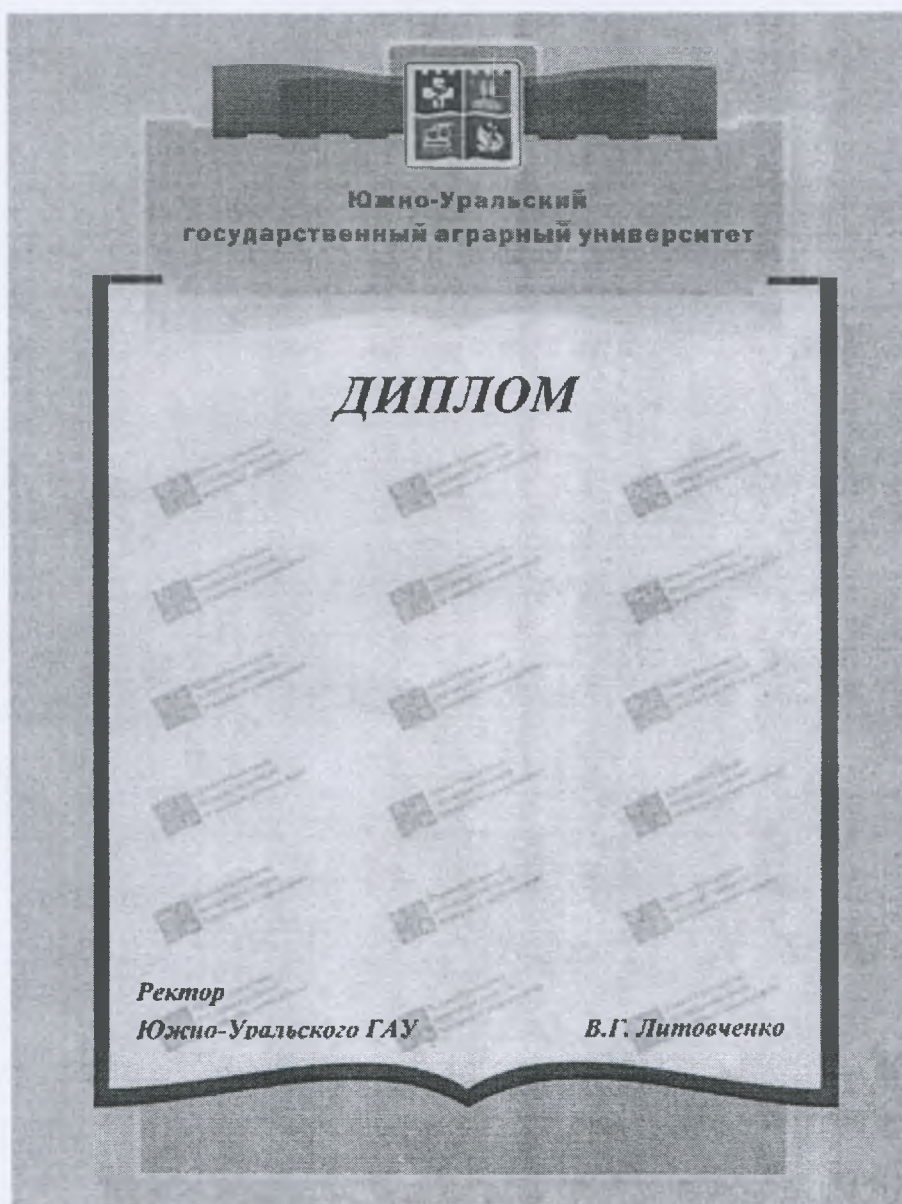 Южно-Уральский
государственный аграрный университет
ДИПЛОМ
Ректор
Южно-Уральского ГАУ В.Г. Литовченко